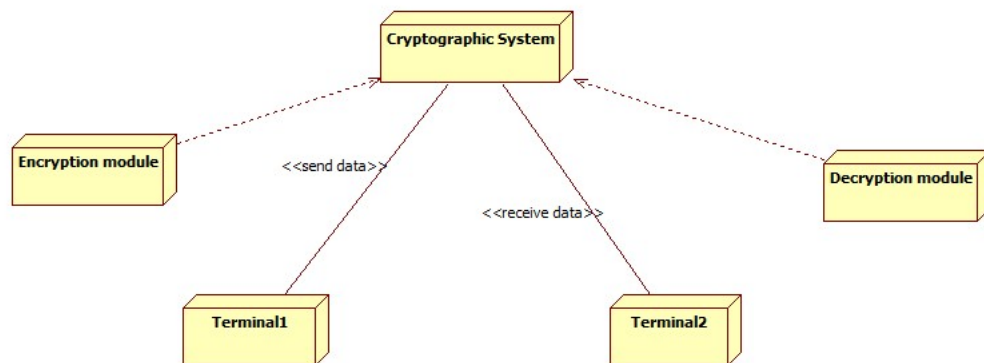 Cryptographic System
Encryption module
<<send data>>
Decryption module
<<receive data>>
Terminal1
Terminal2